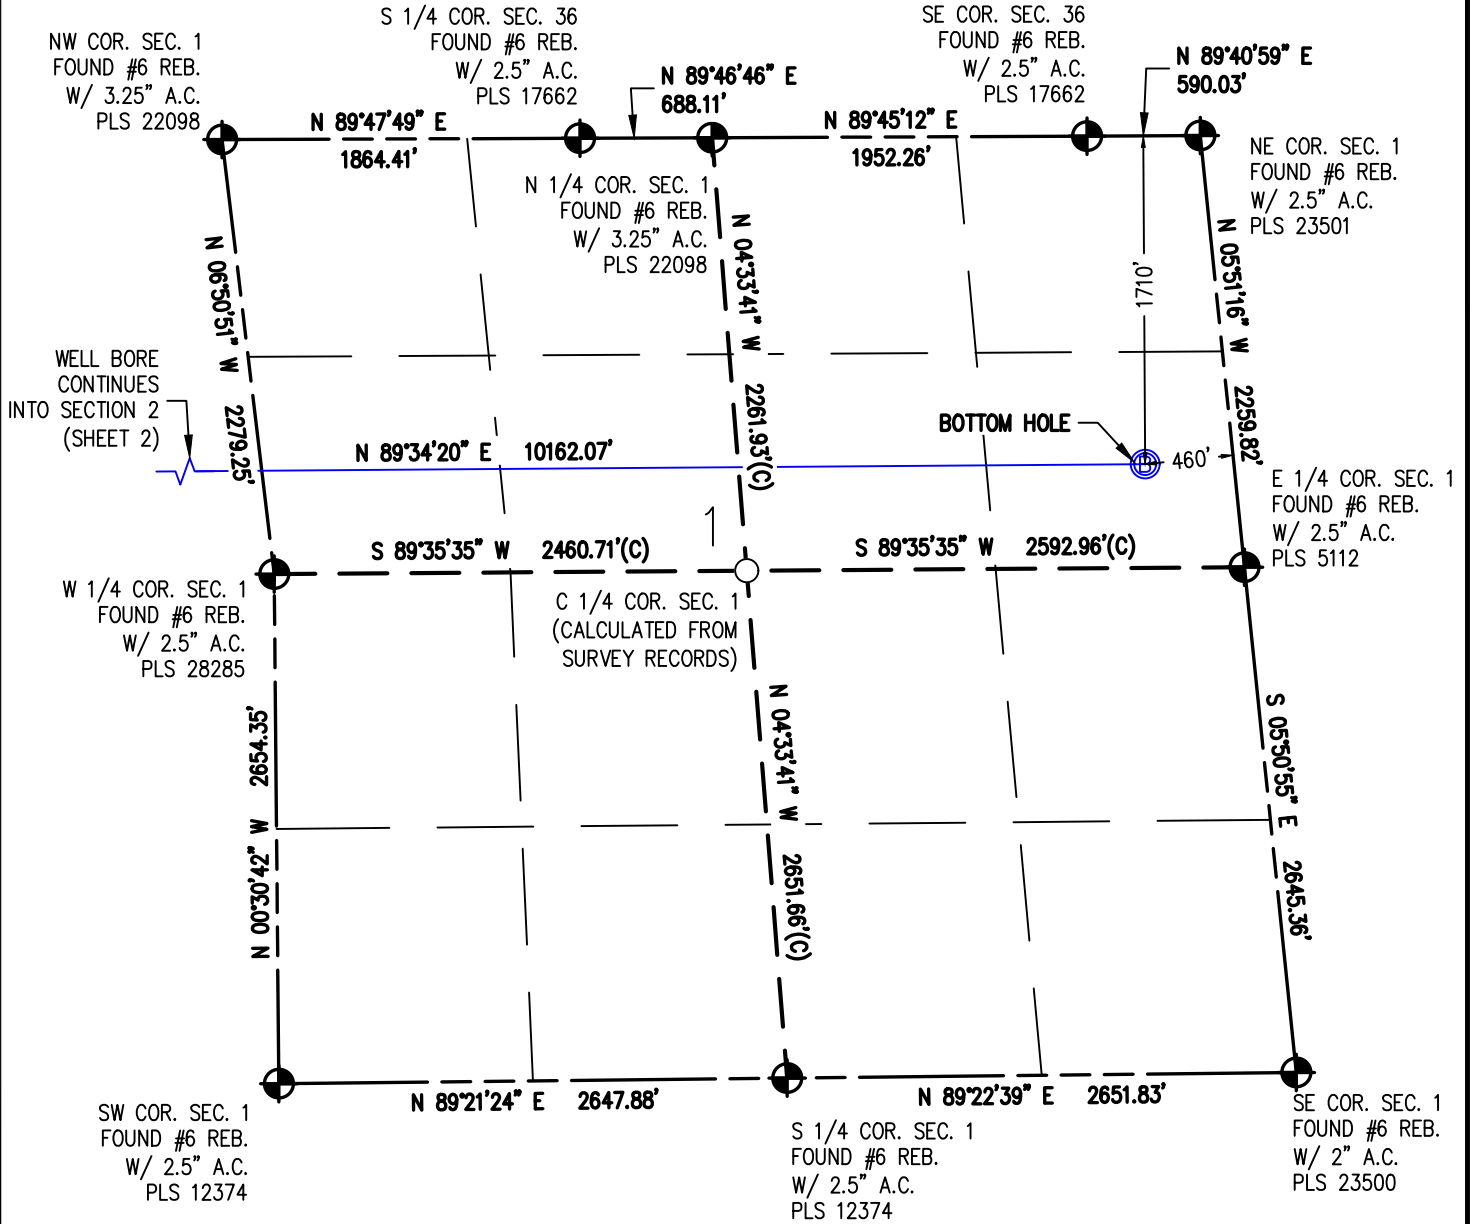 S 1/4 COR. SEC. 36
FOUND #6 REB.
W/ 2.5" A.C.
PLS 17662
SE COR. SEC. 36
FOUND #6 REB.
W/ 2.5" A.C.
PLS 17662
NW COR. SEC. 1
FOUND #6 REB.
W/ 3.25" A.C.
PLS 22098
N 89°46'46" E
688.11'
N 89°40'59" E
590.03'
N 89°47'49" E
1864.41'
N 89°45'12" E
1952.26'
NE COR. SEC. 1
FOUND #6 REB.
W/ 2.5" A.C.
PLS 23501
N 1/4 COR. SEC. 1
FOUND #6 REB.
W/ 3.25" A.C.
PLS 22098
N 06°50'51" W 2279.25'
N 04°33'41" W 2261.93'(C)
1710'
N 05°51'16" W 2259.82'
WELL BORE
CONTINUES
INTO SECTION 2
(SHEET 2)
N 89°34'20" E 10162.07'
BOTTOM HOLE
B
460'
E 1/4 COR. SEC. 1
FOUND #6 REB.
W/ 2.5" A.C.
PLS 5112
1
S 89°35'35" W 2460.71'(C)
S 89°35'35" W 2592.96'(C)
W 1/4 COR. SEC. 1
FOUND #6 REB.
W/ 2.5" A.C.
PLS 28285
C 1/4 COR. SEC. 1
(CALCULATED FROM
SURVEY RECORDS)
N 00°30'42" W 2654.35'
N 04°33'41" W 2651.66'(C)
S 05°50'55" E 2645.36'
N 89°21'24" E 2647.88'
N 89°22'39" E 2651.83'
SW COR. SEC. 1
FOUND #6 REB.
W/ 2.5" A.C.
PLS 12374
S 1/4 COR. SEC. 1
FOUND #6 REB.
W/ 2.5" A.C.
PLS 12374
SE COR. SEC. 1
FOUND #6 REB.
W/ 2" A.C.
PLS 23500